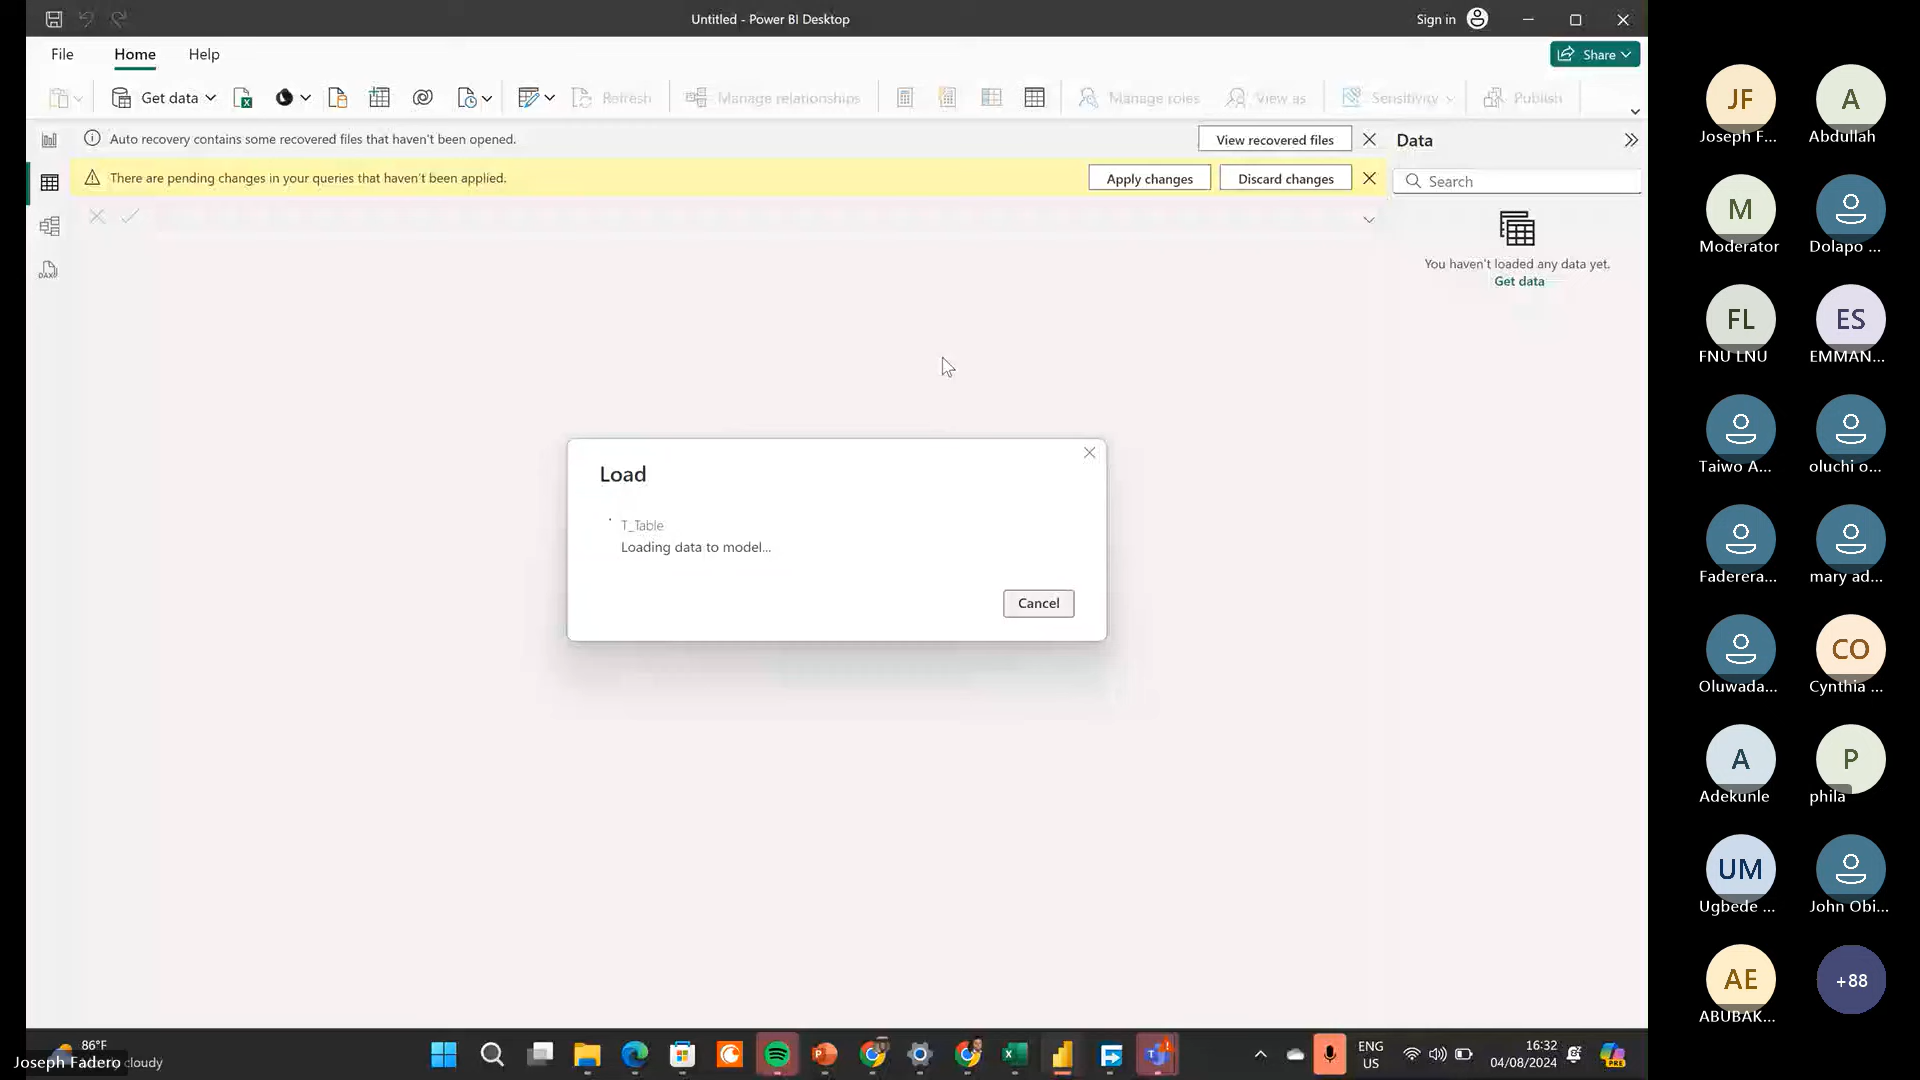 Untitled - Power BI Desktop
Sign in
File
Home
Help
Share
Get data
Refresh
Manage relationships
Manage roles
View as
Sensitivity
Publish
Auto recovery contains some recovered files that haven't been opened.
View recovered files
There are pending changes in your queries that haven't been applied.
Apply changes
Discard changes
Data
Search
You haven't loaded any data yet.
Get data
DAX
Load
T_Table
Loading data to model...
Cancel
JF
Joseph F...
A
Abdullah
M
Moderator
Dolapo ...
FL
FNU LNU
ES
EMMAN...
Taiwo A...
oluchi o...
Faderera...
mary ad...
Oluwada...
CO
Cynthia ...
A
Adekunle
P
phila
UM
Ugbede ...
John Obi...
AE
ABUBAK...
+88
86°F
cloudy
Joseph Fadero
ENG
US
16:32
04/08/2024
PRE